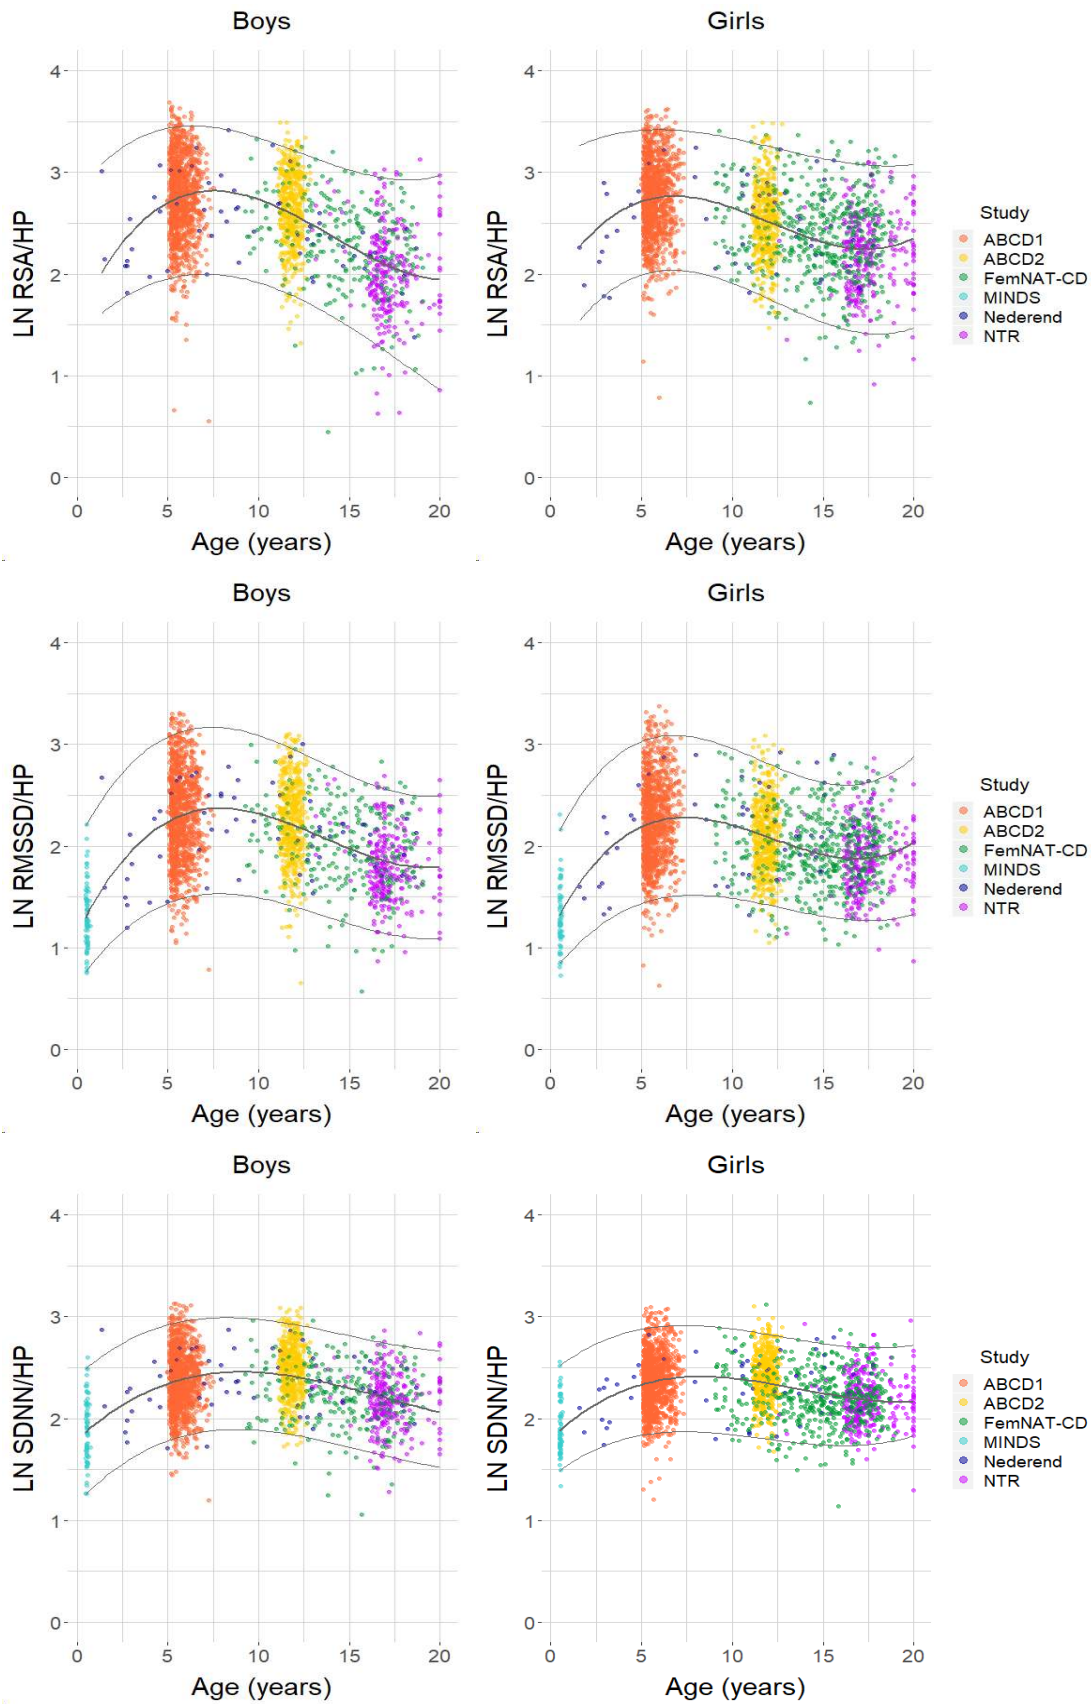 Boys
Girls
LN RSA/HP
4
3
2
1
0
0 5 10 15 20
Age (years)
LN RSA/HP
4
3
2
1
0
0 5 10 15 20
Age (years)
Study
ABCD1
ABCD2
FemNAT-CD
MINDS
Nederend
NTR
Boys
Girls
LN RMSSD/HP
4
3
2
1
0
0 5 10 15 20
Age (years)
LN RMSSD/HP
4
3
2
1
0
0 5 10 15 20
Age (years)
Study
ABCD1
ABCD2
FemNAT-CD
MINDS
Nederend
NTR
Boys
Girls
LN SDNN/HP
4
3
2
1
0
0 5 10 15 20
Age (years)
LN SDNN/HP
4
3
2
1
0
0 5 10 15 20
Age (years)
Study
ABCD1
ABCD2
FemNAT-CD
MINDS
Nederend
NTR